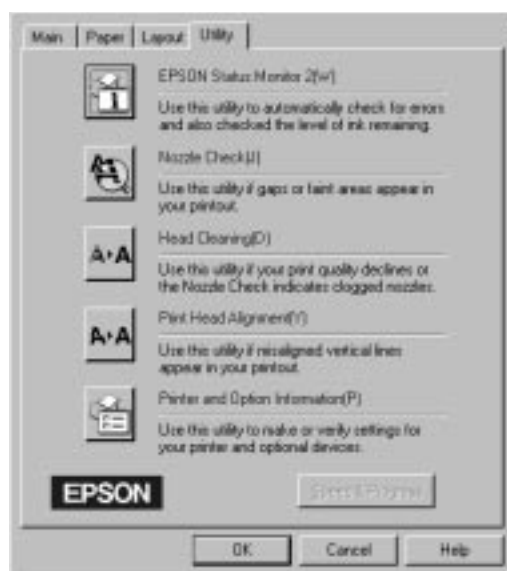 Main Paper Layout Utility
EPSON Status Monitor 2(W)
Use this utility to automatically check for errors
and also checked the level of ink remaining.
Nozzle Check(J)
Use this utility if gaps or faint areas appear in
your printout.
Head Cleaning(D)
Use this utility if your print quality declines or
the Nozzle Check indicates clogged nozzles.
Print Head Alignment(Y)
Use this utility if misaligned vertical lines
appear in your printout.
Printer and Option Information(P)
Use this utility to make or verify settings for
your printer and optional devices.
EPSON
Speed & Progress
OK Cancel Help